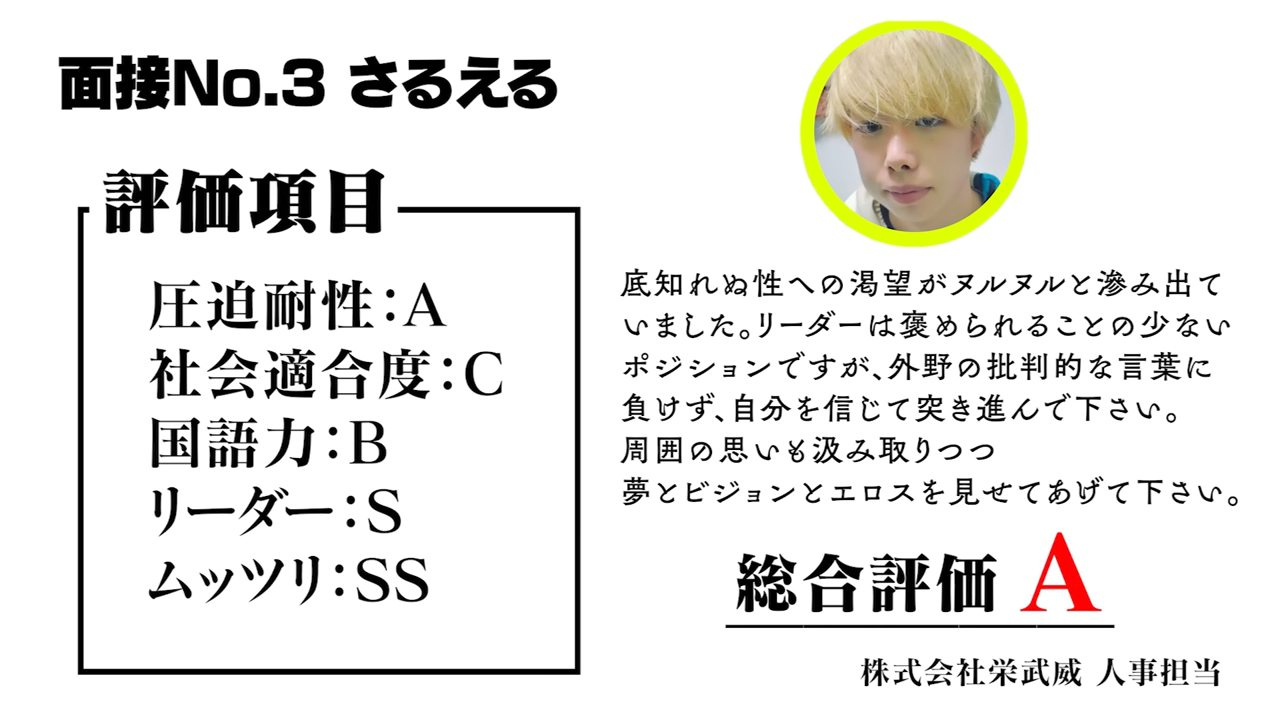 面接No.3 さるえる
評価項目
圧迫耐性：A
社会適合度：C
国語力：B
リーダー：S
ムッツリ：SS
底知れぬ性への渇望がヌルヌルと滲み出て
いました。リーダーは褒められることの少ない
ポジションですが、外野の批判的な言葉に
負けず、自分を信じて突き進んで下さい。
周囲の思いも汲み取りつつ
夢とビジョンとエロスを見せてあげて下さい。
総合評価 A
株式会社栄武威 人事担当